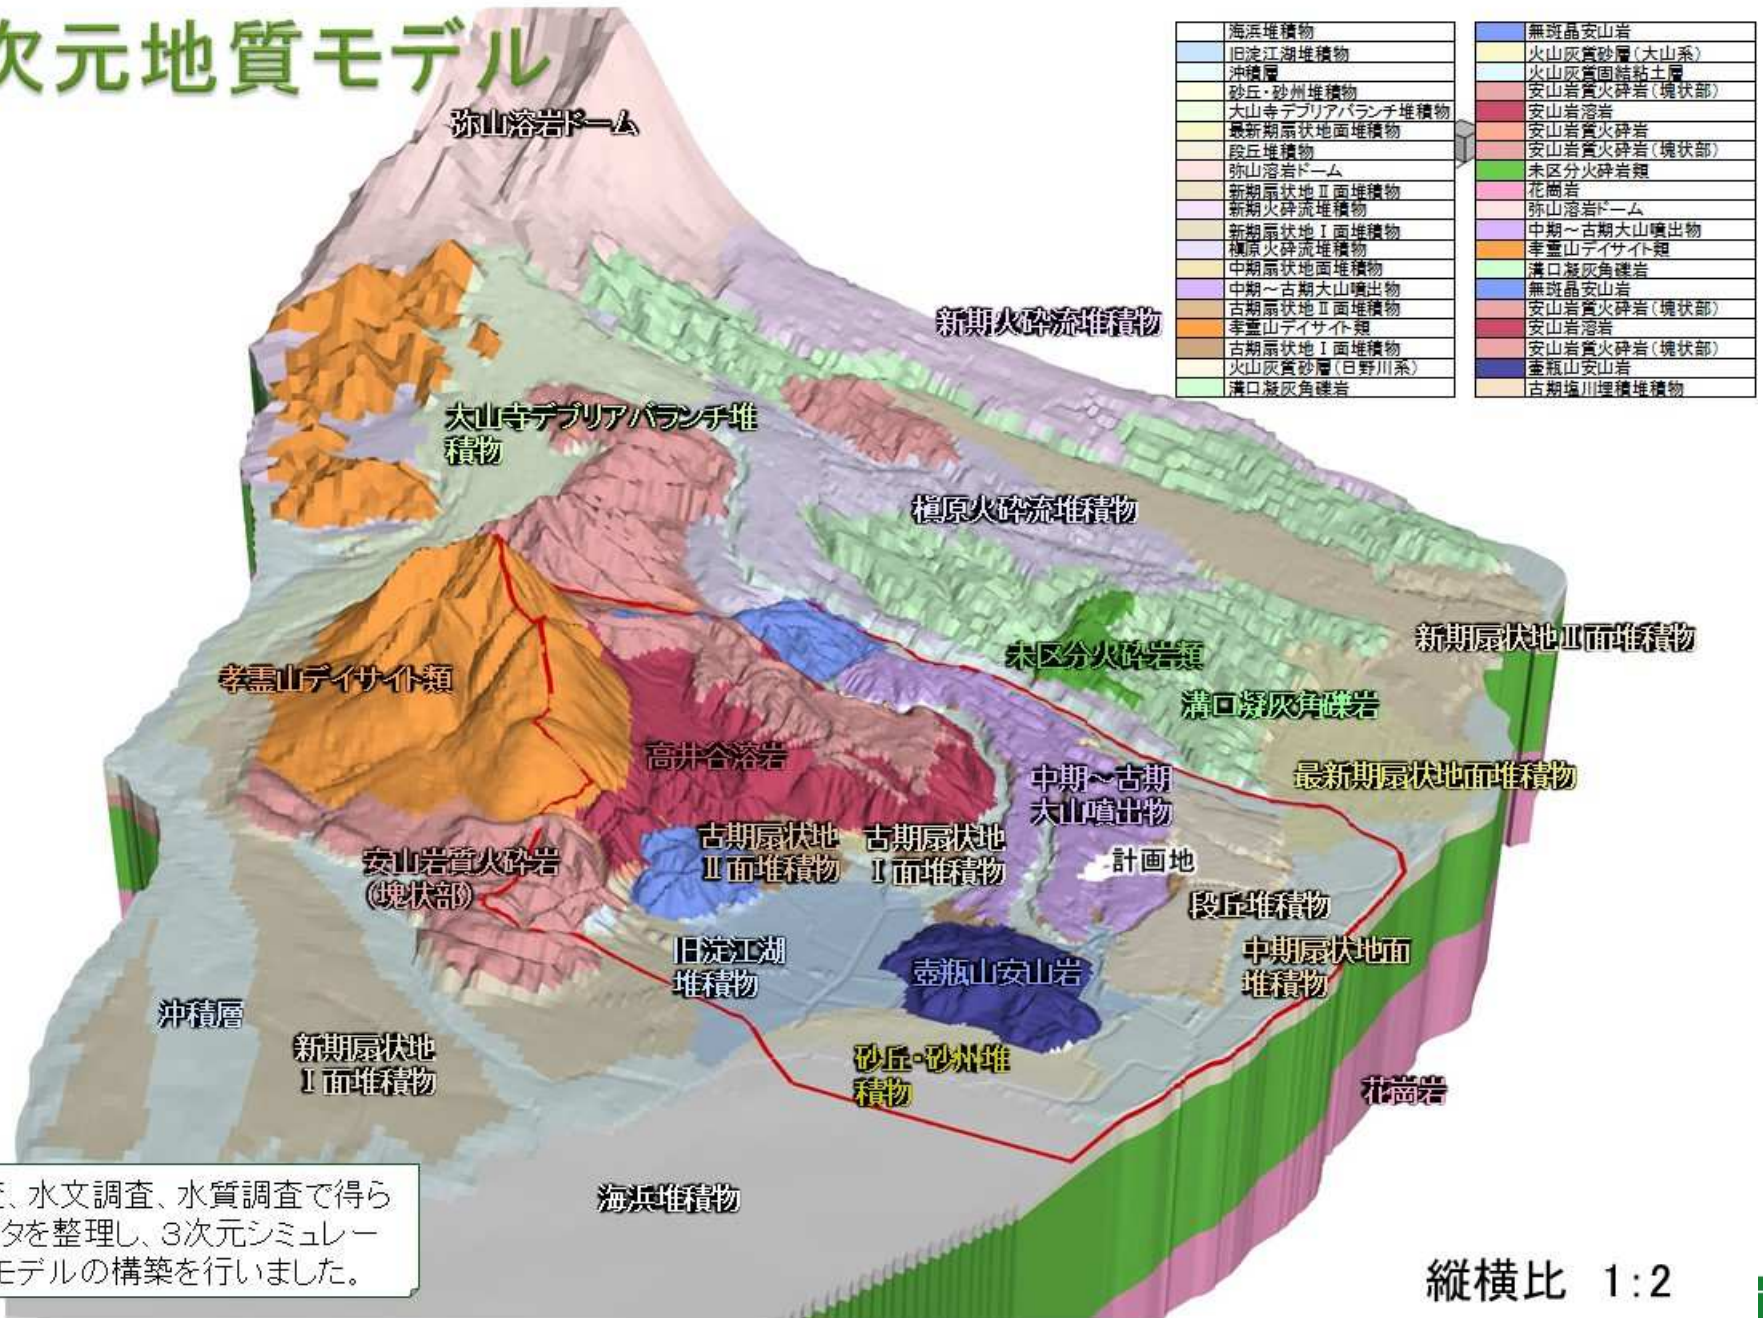 次元地質モデル
海浜堆積物
旧淀江湖堆積物
沖積層
砂丘・砂州堆積物
大山寺デブリアバランチ堆積物
最新期扇状地面堆積物
段丘堆積物
弥山溶岩ドーム
新期扇状地Ⅱ面堆積物
新期火砕流堆積物
新期扇状地Ⅰ面堆積物
槇原火砕流堆積物
中期扇状地面堆積物
中期～古期大山噴出物
古期扇状地Ⅱ面堆積物
孝霊山デイサイト類
古期扇状地Ⅰ面堆積物
火山灰質砂層(日野川系)
溝口凝灰角礫岩
無斑晶安山岩
火山灰質砂層(大山系)
火山灰質固結粘土層
安山岩質火砕岩(塊状部)
安山岩溶岩
安山岩質火砕岩
安山岩質火砕岩(塊状部)
未区分火砕岩類
花崗岩
弥山溶岩ドーム
中期～古期大山噴出物
孝霊山デイサイト類
溝口凝灰角礫岩
無斑晶安山岩
安山岩質火砕岩(塊状部)
安山岩溶岩
安山岩質火砕岩(塊状部)
壷瓶山安山岩
古期塩川埋積堆積物
弥山溶岩ドーム
新期火砕流堆積物
大山寺デブリアバランチ堆
積物
槇原火砕流堆積物
新期扇状地Ⅱ面堆積物
未区分火砕岩類
孝霊山デイサイト類
溝口凝灰角礫岩
高井谷溶岩
中期～古期
大山噴出物
最新期扇状地面堆積物
古期扇状地
Ⅱ面堆積物
古期扇状地
Ⅰ面堆積物
計画地
安山岩質火砕岩
(塊状部)
段丘堆積物
旧淀江湖
堆積物
壷瓶山安山岩
中期扇状地面
堆積物
沖積層
新期扇状地
Ⅰ面堆積物
砂丘・砂州堆
積物
花崗岩
海浜堆積物
、水文調査、水質調査で得ら
タを整理し、3次元シミュレー
モデルの構築を行いました。
縦横比 1:2